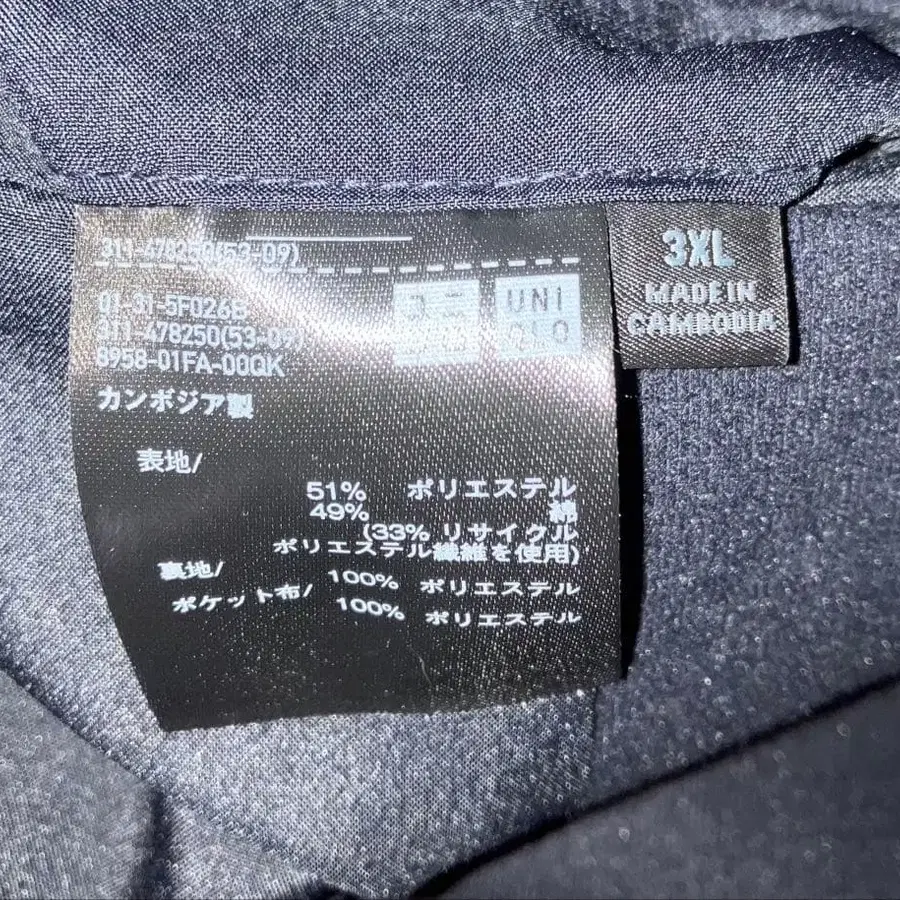 311-478250(53-09)
01-31-5F026B
311-478250(53-09)
8958-01FA-00QK
カンボジア製
UNI
QLO
3XL
MADE IN
CAMBODIA
表地/
51% ポリエステル
49% 綿
(33% リサイクル
ポリエステル繊維を使用)
裏地/ 100% ポリエステル
ポケット布/ 100% ポリエステル